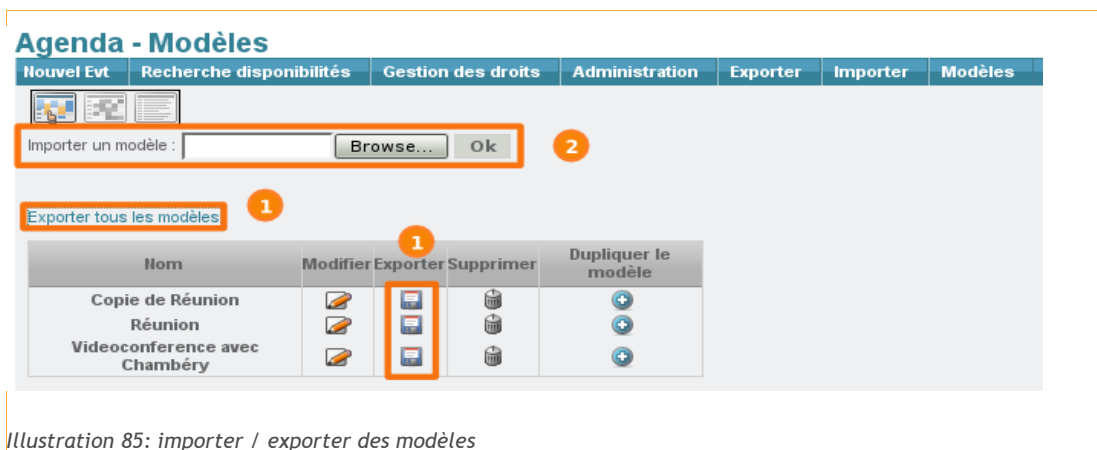 Agenda - Modèles
Nouvel Evt Recherche disponibilités Gestion des droits Administration Exporter Importer Modèles
Importer un modèle : Browse... Ok 2
Exporter tous les modèles 1
1
Nom Modifier Exporter Supprimer Dupliquer le modèle
Copie de Réunion
Réunion
Videoconference avec
Chambéry
Illustration 85: importer / exporter des modèles